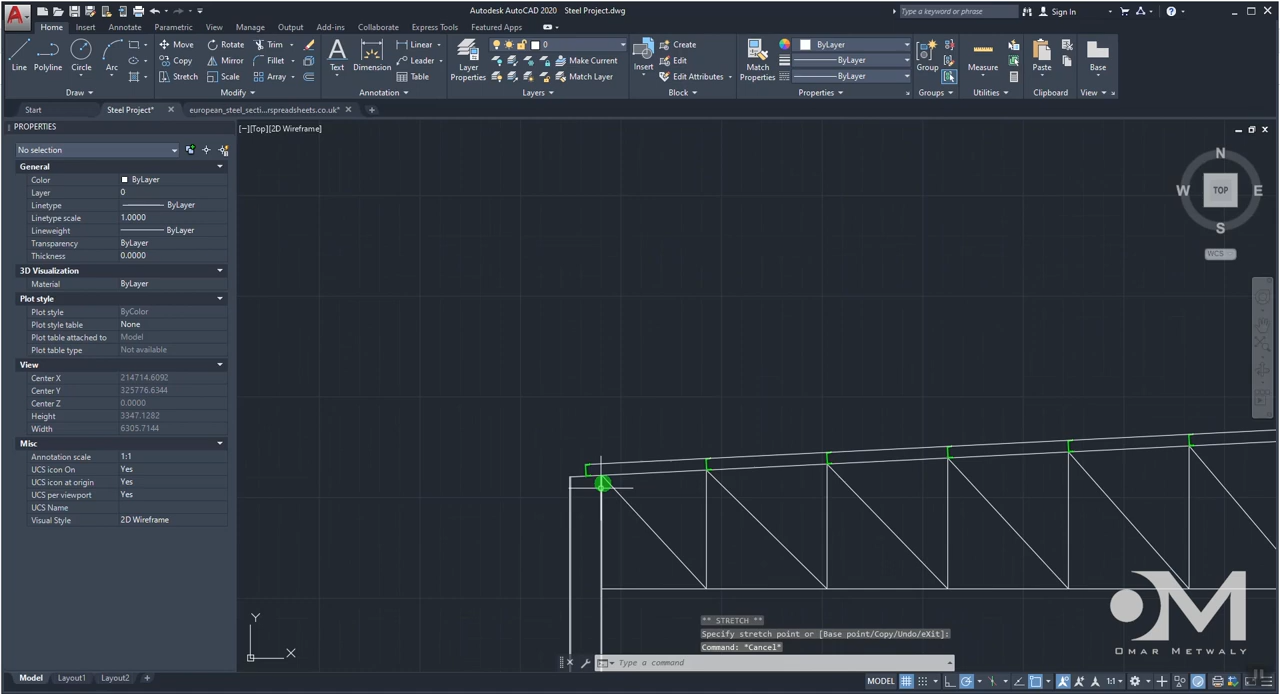 Autodesk AutoCAD 2020 Steel Project.dwg
Type a keyword or phrase
Sign In
Home Insert Annotate Parametric View Manage Output Add-ins Collaborate Express Tools Featured Apps
Line Polyline Circle Arc
Move Rotate Trim
Copy Mirror Fillet
Stretch Scale Array
Text Dimension
Linear
Leader
Table
Layer Properties
0
Make Current
Match Layer
Insert
Create
Edit
Edit Attributes
Match Properties
ByLayer
ByLayer
ByLayer
Group Measure Paste Base
Draw Modify Annotation Layers Block Properties Groups Utilities Clipboard View
Start Steel Project* european_steel_secti...rspreadsheets.co.uk*
PROPERTIES
[−][Top][2D Wireframe]
No selection
General
Color ByLayer
Layer 0
Linetype ByLayer
Linetype scale 1.0000
Lineweight ByLayer
Transparency ByLayer
Thickness 0.0000
3D Visualization
Material ByLayer
Plot style
Plot style ByColor
Plot style table None
Plot table attached to Model
Plot table type Not available
View
Center X 214714.6092
Center Y 325776.6344
Center Z 0.0000
Height 3347.1282
Width 6305.7144
Misc
Annotation scale 1:1
UCS icon On Yes
UCS icon at origin Yes
UCS per viewport Yes
UCS Name
Visual Style 2D Wireframe
N
W TOP E
S
WCS
Y
X
** STRETCH **
Specify stretch point or [Base point/Copy/Undo/eXit]:
Command: *Cancel*
Type a command
OM
OMAR METWALY
Model Layout1 Layout2
MODEL 1:1